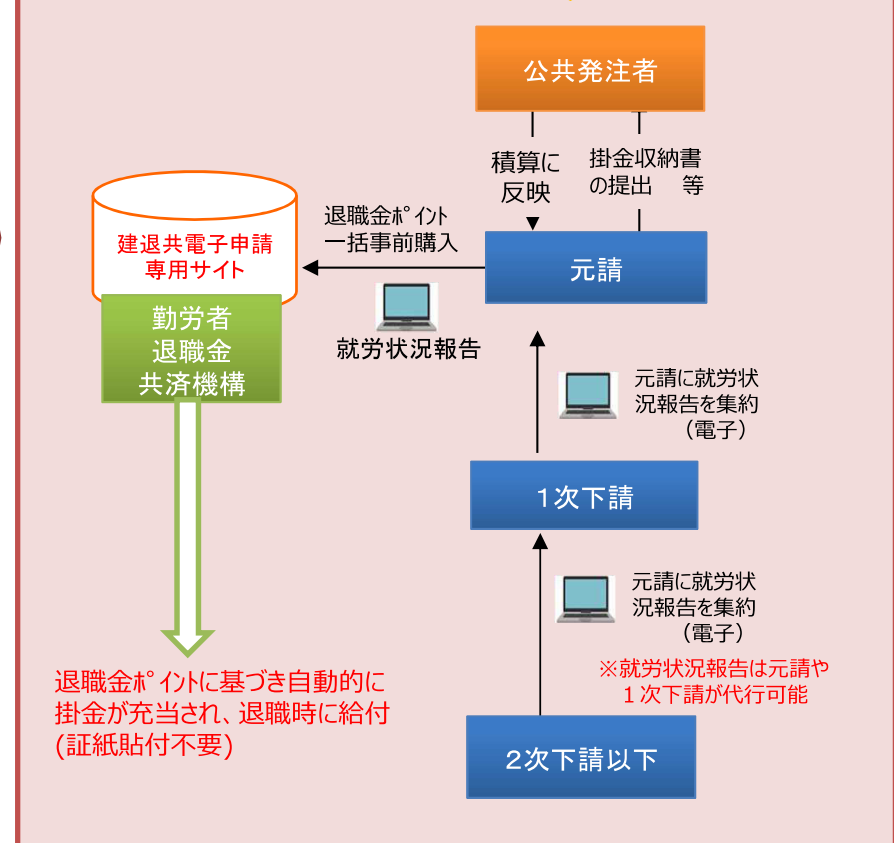 公共発注者
積算に
反映
掛金収納書
の提出　等
退職金ﾎﾟｲﾝﾄ
一括事前購入
元請
建退共電子申請
専用サイト
勤労者
退職金
共済機構
就労状況報告
元請に就労状
況報告を集約
（電子）
１次下請
元請に就労状
況報告を集約
（電子）
※就労状況報告は元請や
１次下請が代行可能
退職金ﾎﾟｲﾝﾄに基づき自動的に
掛金が充当され、退職時に給付
(証紙貼付不要)
２次下請以下